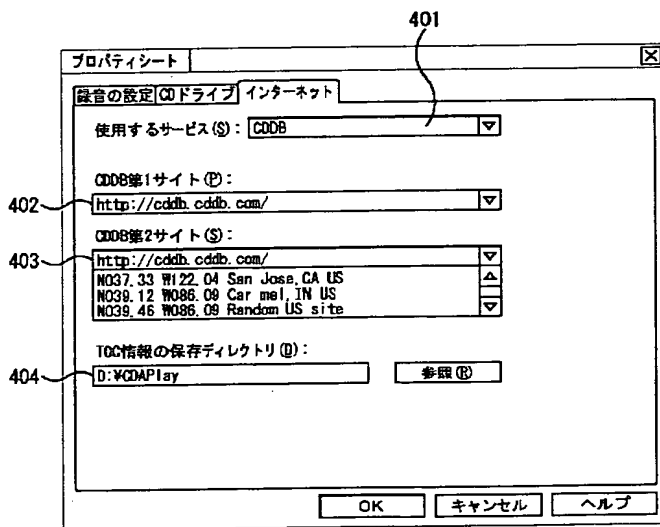 401
プロパティシート
録音の設定 CDドライブ インターネット
使用するサービス(S): CDDB
CDDB第1サイト(P):
402 http://cddb.cddb.com/
CDDB第2サイト(S):
403 http://cddb.cddb.com/
N037.33 W122.04 San Jose,CA US
N039.12 W086.09 Car mel,IN US
N039.46 W086.09 Random US site
TOC情報の保存ディレクトリ(D):
404 D:¥CDAPlay 参照(R)
OK キャンセル ヘルプ